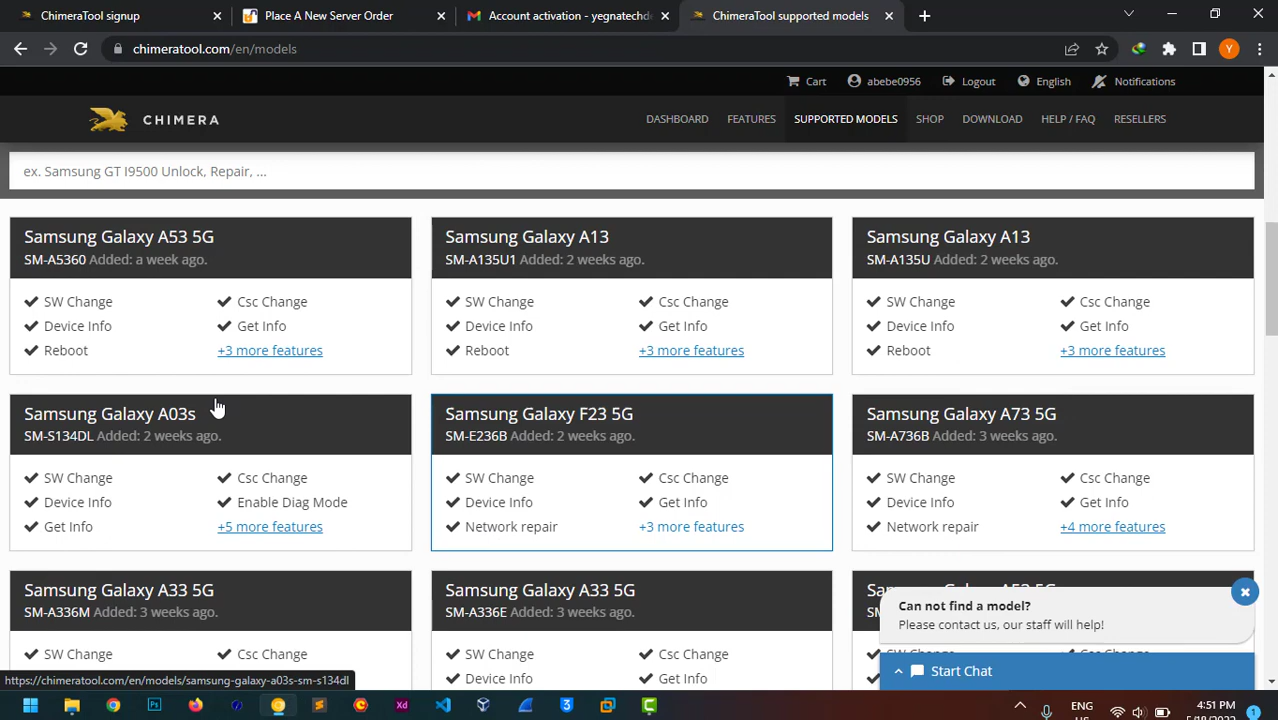 ChimeraTool signup
Place A New Server Order
Account activation - yegnatechde
ChimeraTool supported models
chimeratool.com/en/models
Y
Cart
abebe0956
Logout
English
Notifications
CHIMERA
DASHBOARD
FEATURES
SUPPORTED MODELS
SHOP
DOWNLOAD
HELP / FAQ
RESELLERS
ex. Samsung GT I9500 Unlock, Repair, ...
Samsung Galaxy A53 5G
SM-A5360 Added: a week ago.
SW Change
Csc Change
Device Info
Get Info
Reboot
+3 more features
Samsung Galaxy A13
SM-A135U1 Added: 2 weeks ago.
SW Change
Csc Change
Device Info
Get Info
Reboot
+3 more features
Samsung Galaxy A13
SM-A135U Added: 2 weeks ago.
SW Change
Csc Change
Device Info
Get Info
Reboot
+3 more features
Samsung Galaxy A03s
SM-S134DL Added: 2 weeks ago.
SW Change
Csc Change
Device Info
Enable Diag Mode
Get Info
+5 more features
Samsung Galaxy F23 5G
SM-E236B Added: 2 weeks ago.
SW Change
Csc Change
Device Info
Get Info
Network repair
+3 more features
Samsung Galaxy A73 5G
SM-A736B Added: 3 weeks ago.
SW Change
Csc Change
Device Info
Get Info
Network repair
+4 more features
Samsung Galaxy A33 5G
SM-A336M Added: 3 weeks ago.
SW Change
Csc Change
Samsung Galaxy A33 5G
SM-A336E Added: 3 weeks ago.
SW Change
Csc Change
Device Info
Get Info
Can not find a model?
Please contact us, our staff will help!
Start Chat
https://chimeratool.com/en/models/samsung-galaxy-a03s-sm-s134dl
Ps
Xd
ENG
4:51 PM
1